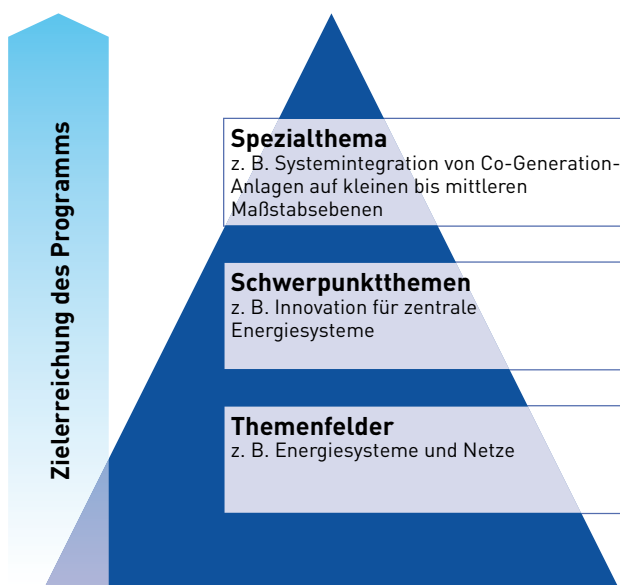 Zielerreichung des Programms
Spezialthema
z. B. Systemintegration von Co-Generation-
Anlagen auf kleinen bis mittleren
Maßstabsebenen
Schwerpunktthemen
z. B. Innovation für zentrale
Energiesysteme
Themenfelder
z. B. Energiesysteme und Netze